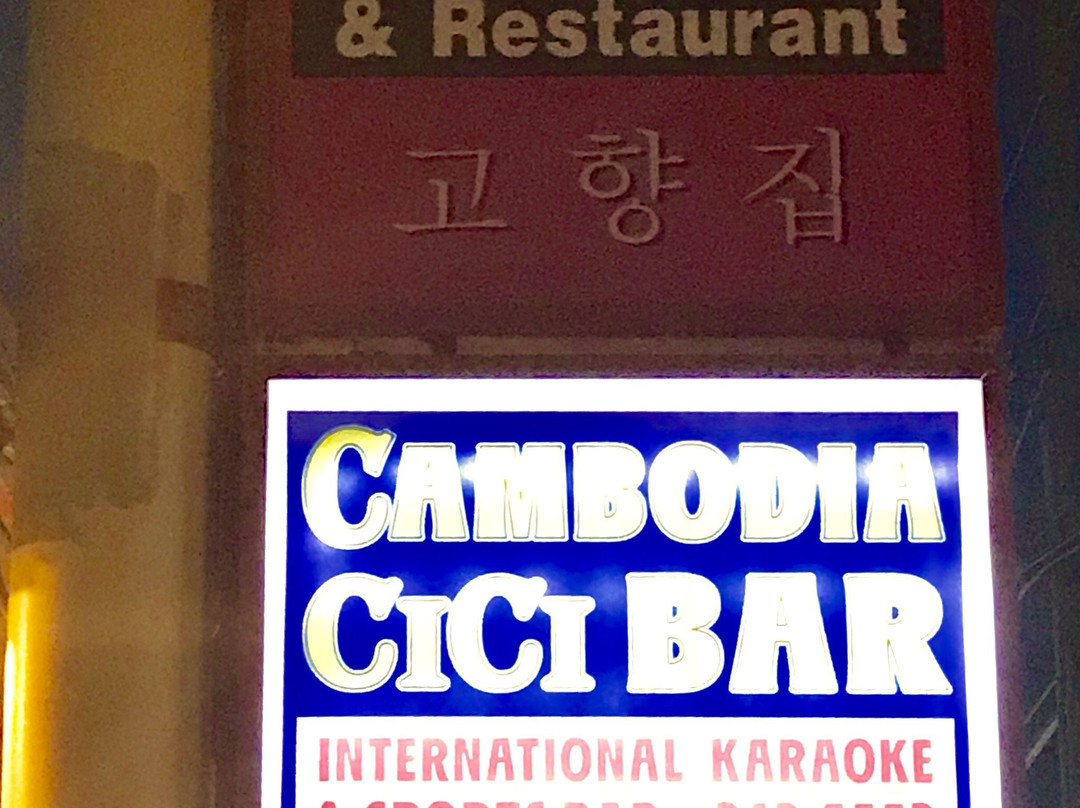 & Restaurant
고향집
CAMBODIA
CICI BAR
INTERNATIONAL KARAOKE